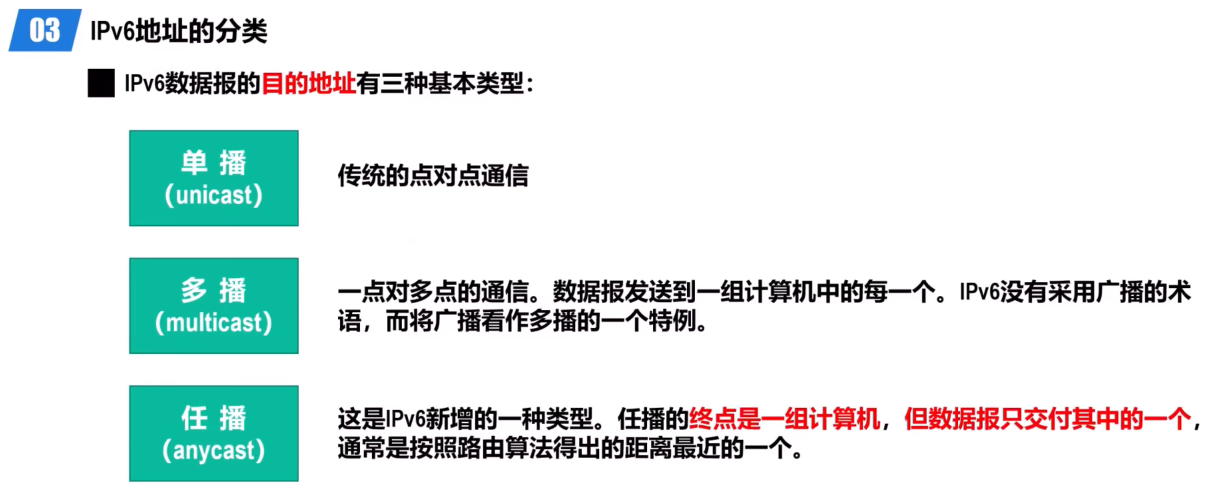 03 IPv6地址的分类
IPv6数据报的目的地址有三种基本类型：
单播
(unicast)
传统的点对点通信
多播
(multicast)
一点对多点的通信。数据报发送到一组计算机中的每一个。IPv6没有采用广播的术
语，而将广播看作多播的一个特例。
任播
(anycast)
这是IPv6新增的一种类型。任播的终点是一组计算机，但数据报只交付其中的一个，
通常是按照路由算法得出的距离最近的一个。